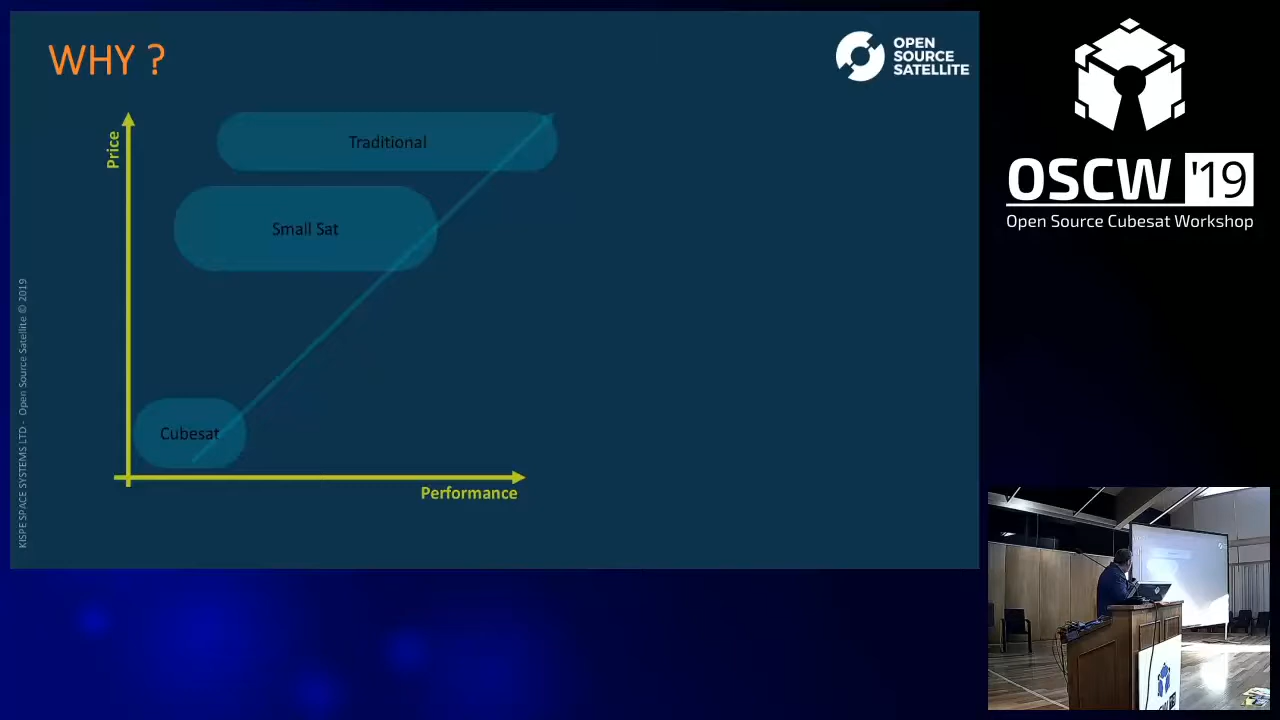 WHY ?
OPEN
SOURCE
SATELLITE
Price
Traditional
Small Sat
Cubesat
Performance
KISPE SPACE SYSTEMS LTD - Open Source Satellite © 2019
OSCW '19
Open Source Cubesat Workshop